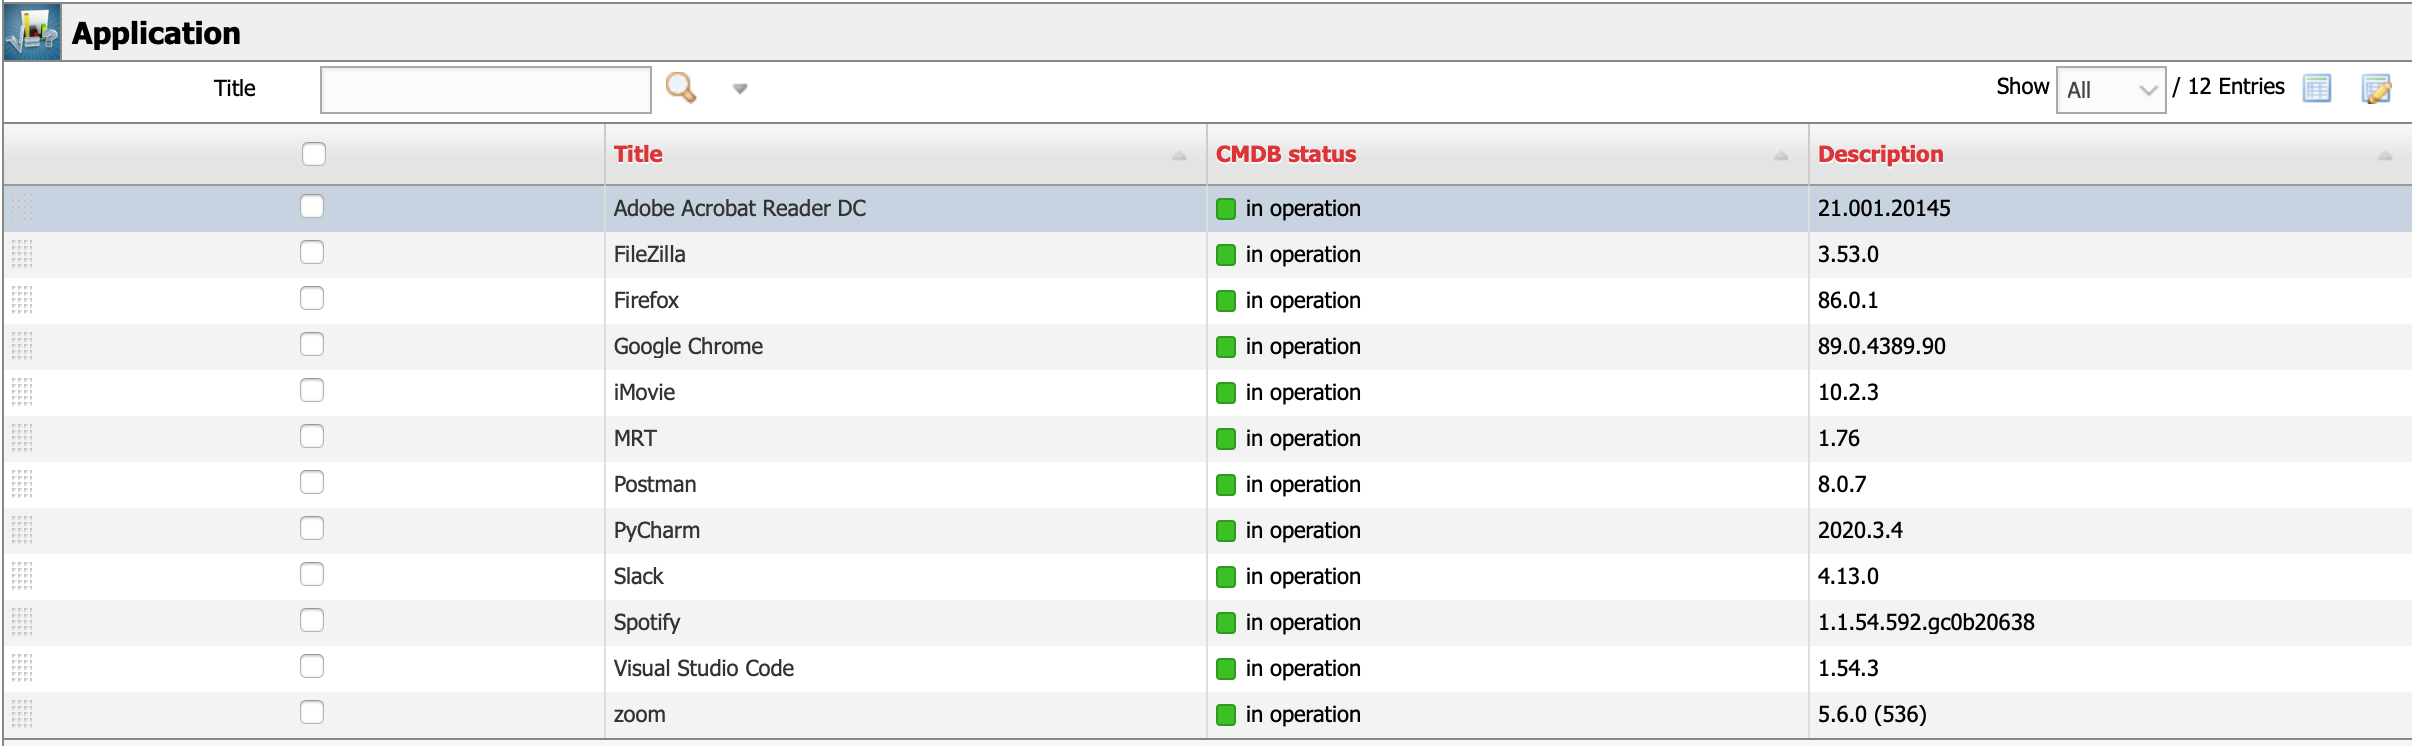 Application
Title Show All / 12 Entries
Title CMDB status Description
Adobe Acrobat Reader DC in operation 21.001.20145
FileZilla in operation 3.53.0
Firefox in operation 86.0.1
Google Chrome in operation 89.0.4389.90
iMovie in operation 10.2.3
MRT in operation 1.76
Postman in operation 8.0.7
PyCharm in operation 2020.3.4
Slack in operation 4.13.0
Spotify in operation 1.1.54.592.gc0b20638
Visual Studio Code in operation 1.54.3
zoom in operation 5.6.0 (536)